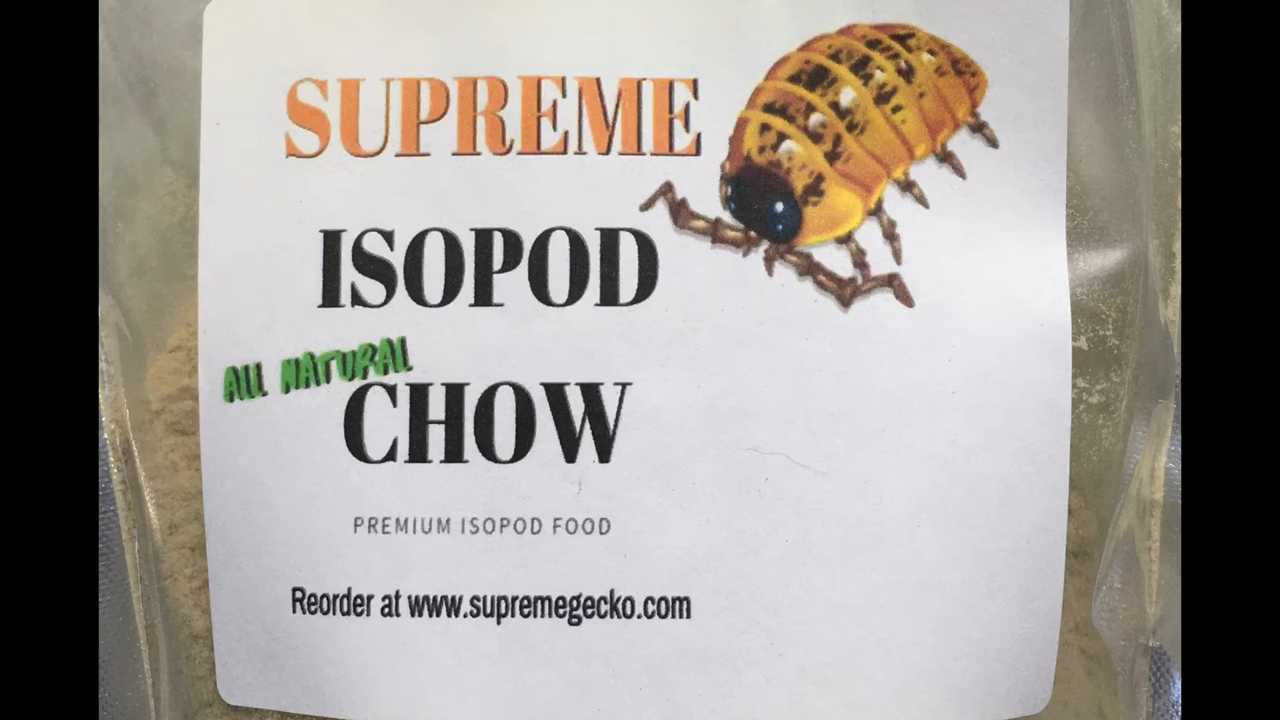 SUPREME
ISOPOD
ALL NATURAL
CHOW
PREMIUM ISOPOD FOOD
Reorder at www.supremegecko.com